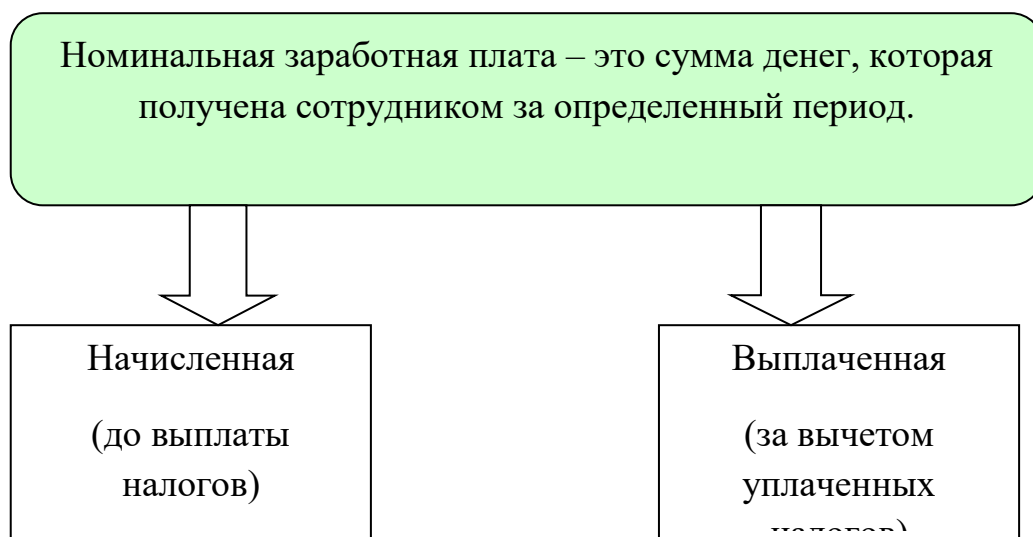 Номинальная заработная плата – это сумма денег, которая
получена сотрудником за определенный период.
Начисленная
(до выплаты
налогов)
Выплаченная
(за вычетом
уплаченных
налогов)